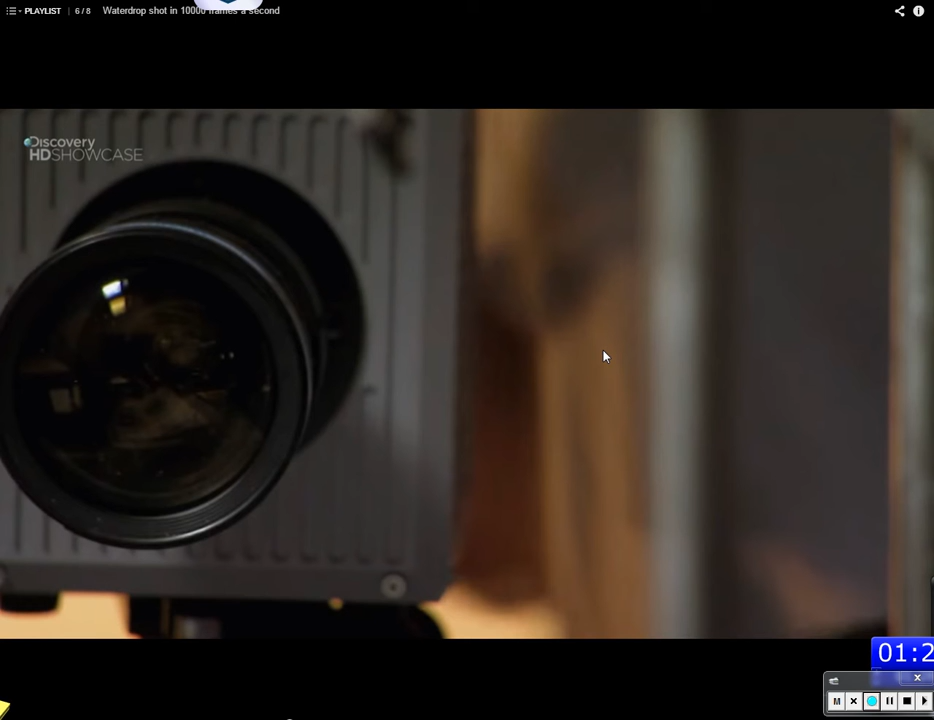 PLAYLIST | 6 / 8 Waterdrop shot in 10000 frames a second
Discovery
HD SHOWCASE
01:2
M